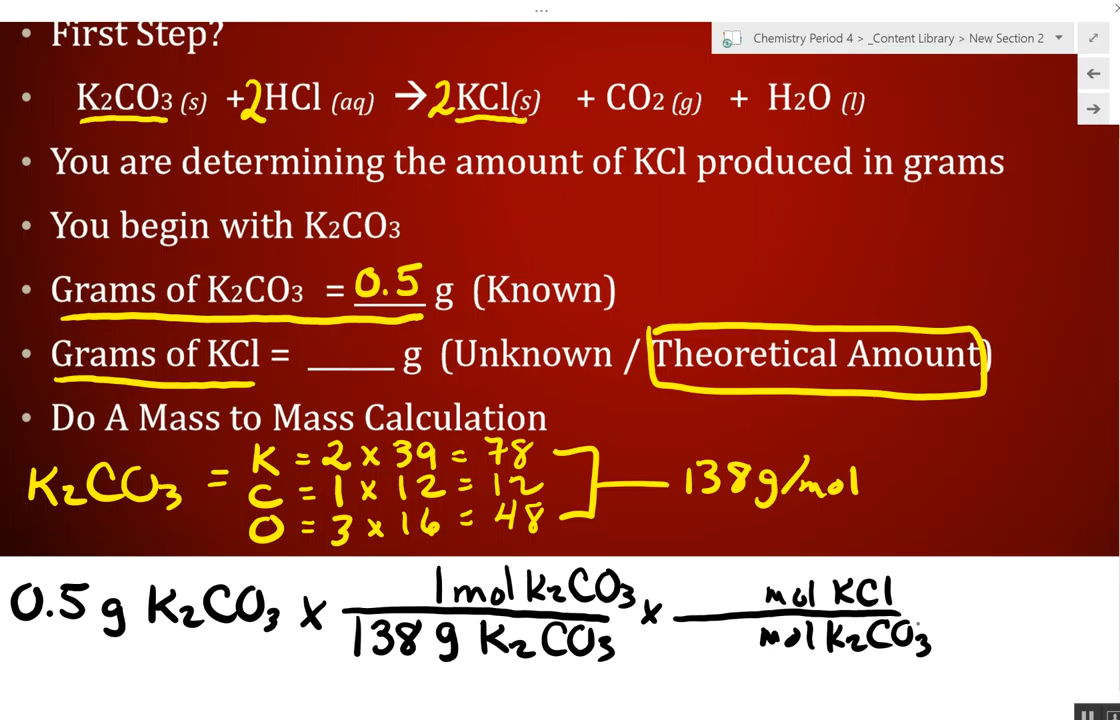 ...
• First Step?
Chemistry Period 4 > _Content Library > New Section 2
• K2CO3 (s) +2HCl (aq) → 2KCl(s) + CO2 (g) + H2O (l)
• You are determining the amount of KCl produced in grams
• You begin with K2CO3
• Grams of K2CO3 = 0.5 g (Known)
• Grams of KCl = _____ g (Unknown / Theoretical Amount)
• Do A Mass to Mass Calculation
K2CO3 = K = 2 x 39 = 78
C = 1 x 12 = 12
O = 3 x 16 = 48
138g/mol
0.5 g K2CO3 x 1 mol K2CO3 / 138 g K2CO3 x mol KCl / mol K2CO3